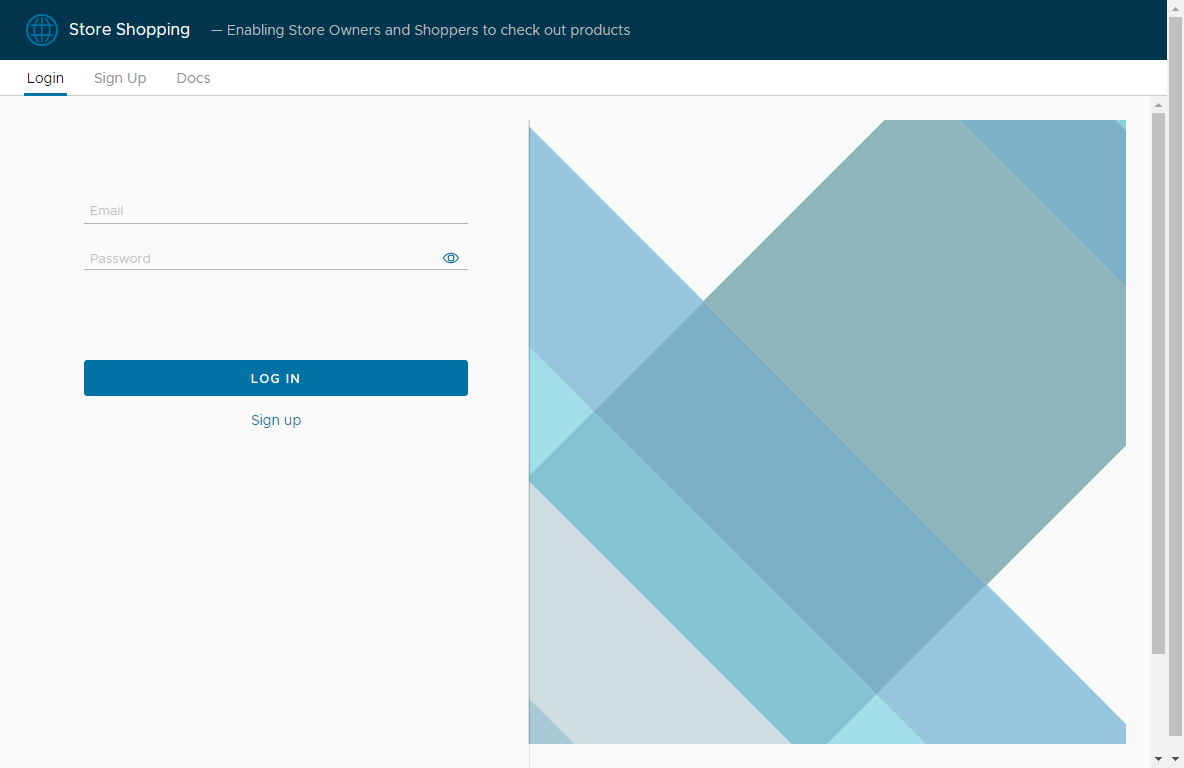 Store Shopping — Enabling Store Owners and Shoppers to check out products
Login Sign Up Docs
Email
Password
LOG IN
Sign up